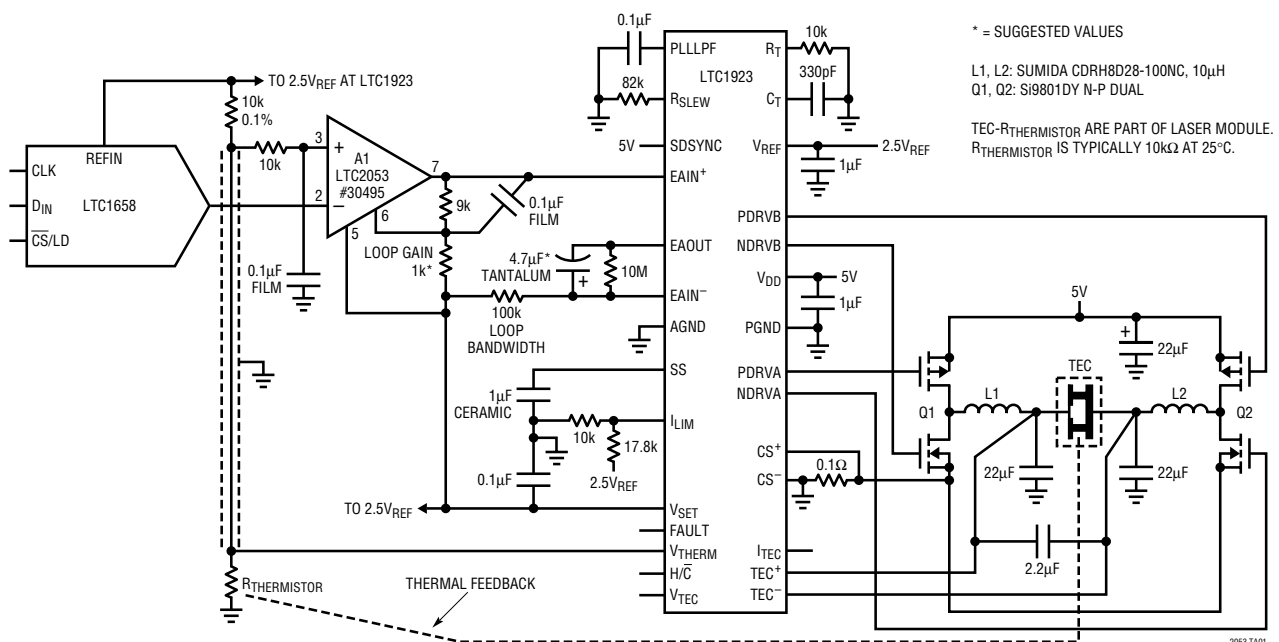 TO 2.5VREF AT LTC1923
10k
0.1%
REFIN
CLK
DIN
CS/LD
LTC1658
10k
3
+
A1
LTC2053
#30495
2
–
7
6
5
9k
0.1µF
FILM
0.1µF
FILM
LOOP GAIN
1k*
4.7µF*
TANTALUM
+
10M
100k
LOOP
BANDWIDTH
1µF
CERAMIC
10k
17.8k
2.5VREF
0.1µF
TO 2.5VREF
RTHERMISTOR
THERMAL FEEDBACK
0.1µF
82k
5V
LTC1923
PLLLPF
RSLEW
SDSYNC
EAIN+
EAOUT
EAIN–
AGND
SS
ILIM
VSET
FAULT
VTHERM
H/C
VTEC
RT
CT
VREF
PDRVB
NDRVB
VDD
PGND
PDRVA
NDRVA
CS+
CS–
ITEC
TEC+
TEC–
10k
330pF
2.5VREF
1µF
5V
1µF
0.1Ω
5V
+
22µF
TEC
L1
L2
Q1
Q2
22µF
22µF
2.2µF
* = SUGGESTED VALUES
L1, L2: SUMIDA CDRH8D28-100NC, 10µH
Q1, Q2: Si9801DY N-P DUAL
TEC-RTHERMISTOR ARE PART OF LASER MODULE.
RTHERMISTOR IS TYPICALLY 10kΩ AT 25°C.
2053 TA01